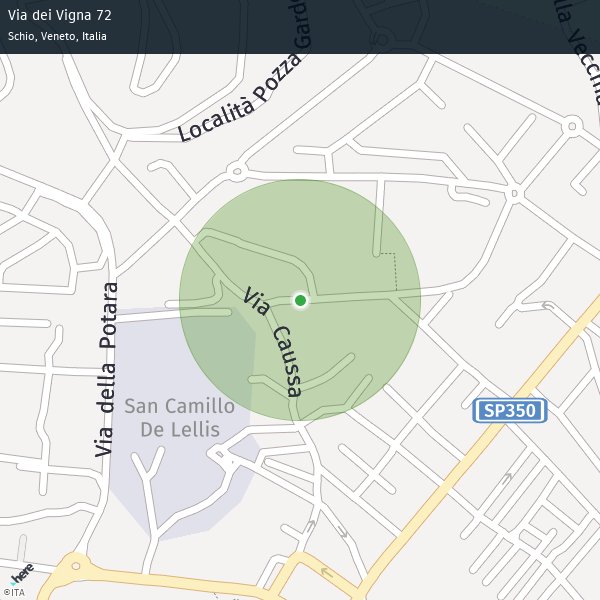 Via dei Vigna 72
Schio, Veneto, Italia
Località Pozza Gard
lla Vecchia
Via della Potara
Via Caussa
San Camillo
De Lellis
SP350
here
©ITA